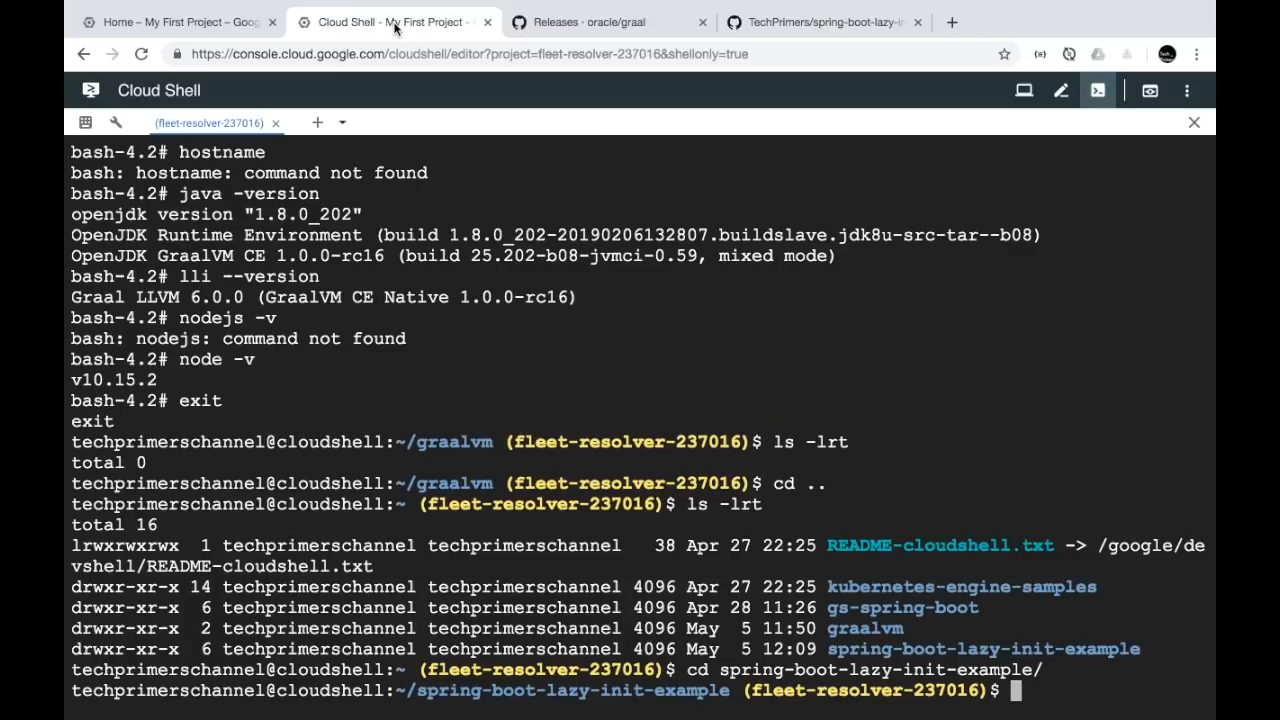 Home – My First Project – Goog
Cloud Shell - My First Project -
Releases · oracle/graal
TechPrimers/spring-boot-lazy-in
https://console.cloud.google.com/cloudshell/editor?project=fleet-resolver-237016&shellonly=true
Cloud Shell
(fleet-resolver-237016)
bash-4.2# hostname
bash: hostname: command not found
bash-4.2# java -version
openjdk version "1.8.0_202"
OpenJDK Runtime Environment (build 1.8.0_202-20190206132807.buildslave.jdk8u-src-tar--b08)
OpenJDK GraalVM CE 1.0.0-rc16 (build 25.202-b08-jvmci-0.59, mixed mode)
bash-4.2# lli --version
Graal LLVM 6.0.0 (GraalVM CE Native 1.0.0-rc16)
bash-4.2# nodejs -v
bash: nodejs: command not found
bash-4.2# node -v
v10.15.2
bash-4.2# exit
exit
techprimerschannel@cloudshell:~/graalvm (fleet-resolver-237016)$ ls -lrt
total 0
techprimerschannel@cloudshell:~/graalvm (fleet-resolver-237016)$ cd ..
techprimerschannel@cloudshell:~ (fleet-resolver-237016)$ ls -lrt
total 16
lrwxrwxrwx  1 techprimerschannel techprimerschannel   38 Apr 27 22:25 README-cloudshell.txt -> /google/de
vshell/README-cloudshell.txt
drwxr-xr-x 14 techprimerschannel techprimerschannel 4096 Apr 27 22:25 kubernetes-engine-samples
drwxr-xr-x  6 techprimerschannel techprimerschannel 4096 Apr 28 11:26 gs-spring-boot
drwxr-xr-x  2 techprimerschannel techprimerschannel 4096 May  5 11:50 graalvm
drwxr-xr-x  6 techprimerschannel techprimerschannel 4096 May  5 12:09 spring-boot-lazy-init-example
techprimerschannel@cloudshell:~ (fleet-resolver-237016)$ cd spring-boot-lazy-init-example/
techprimerschannel@cloudshell:~/spring-boot-lazy-init-example (fleet-resolver-237016)$